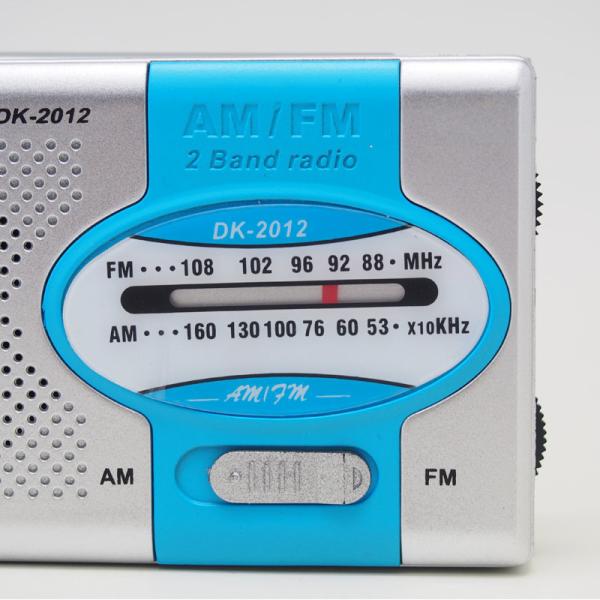 DK-2012
AM/FM
2 Band radio
DK-2012
FM • • • 108 102 96 92 88 • MHz
AM • • • 160 130 100 76 60 53 • X10KHz
AM/FM
AM
FM